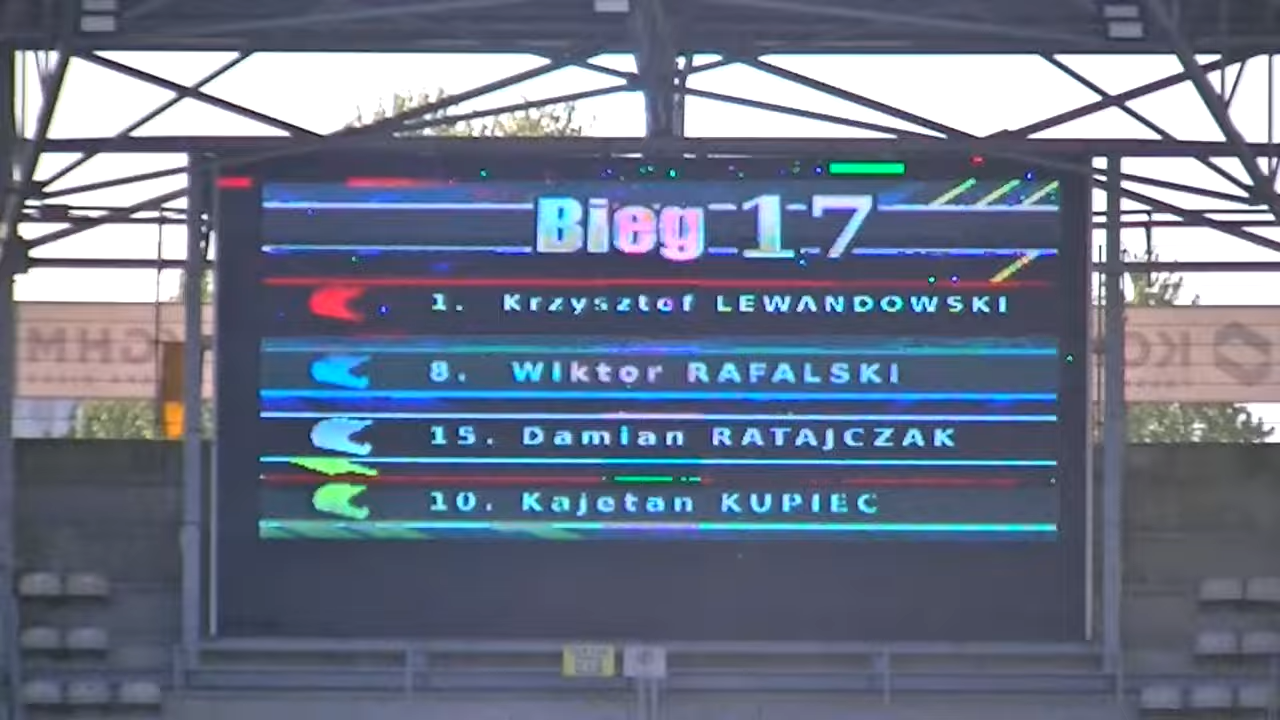 Bieg 17
1. Krzysztof LEWANDOWSKI
8. Wiktor RAFALSKI
15. Damian RATAJCZAK
10. Kajetan KUPIEC